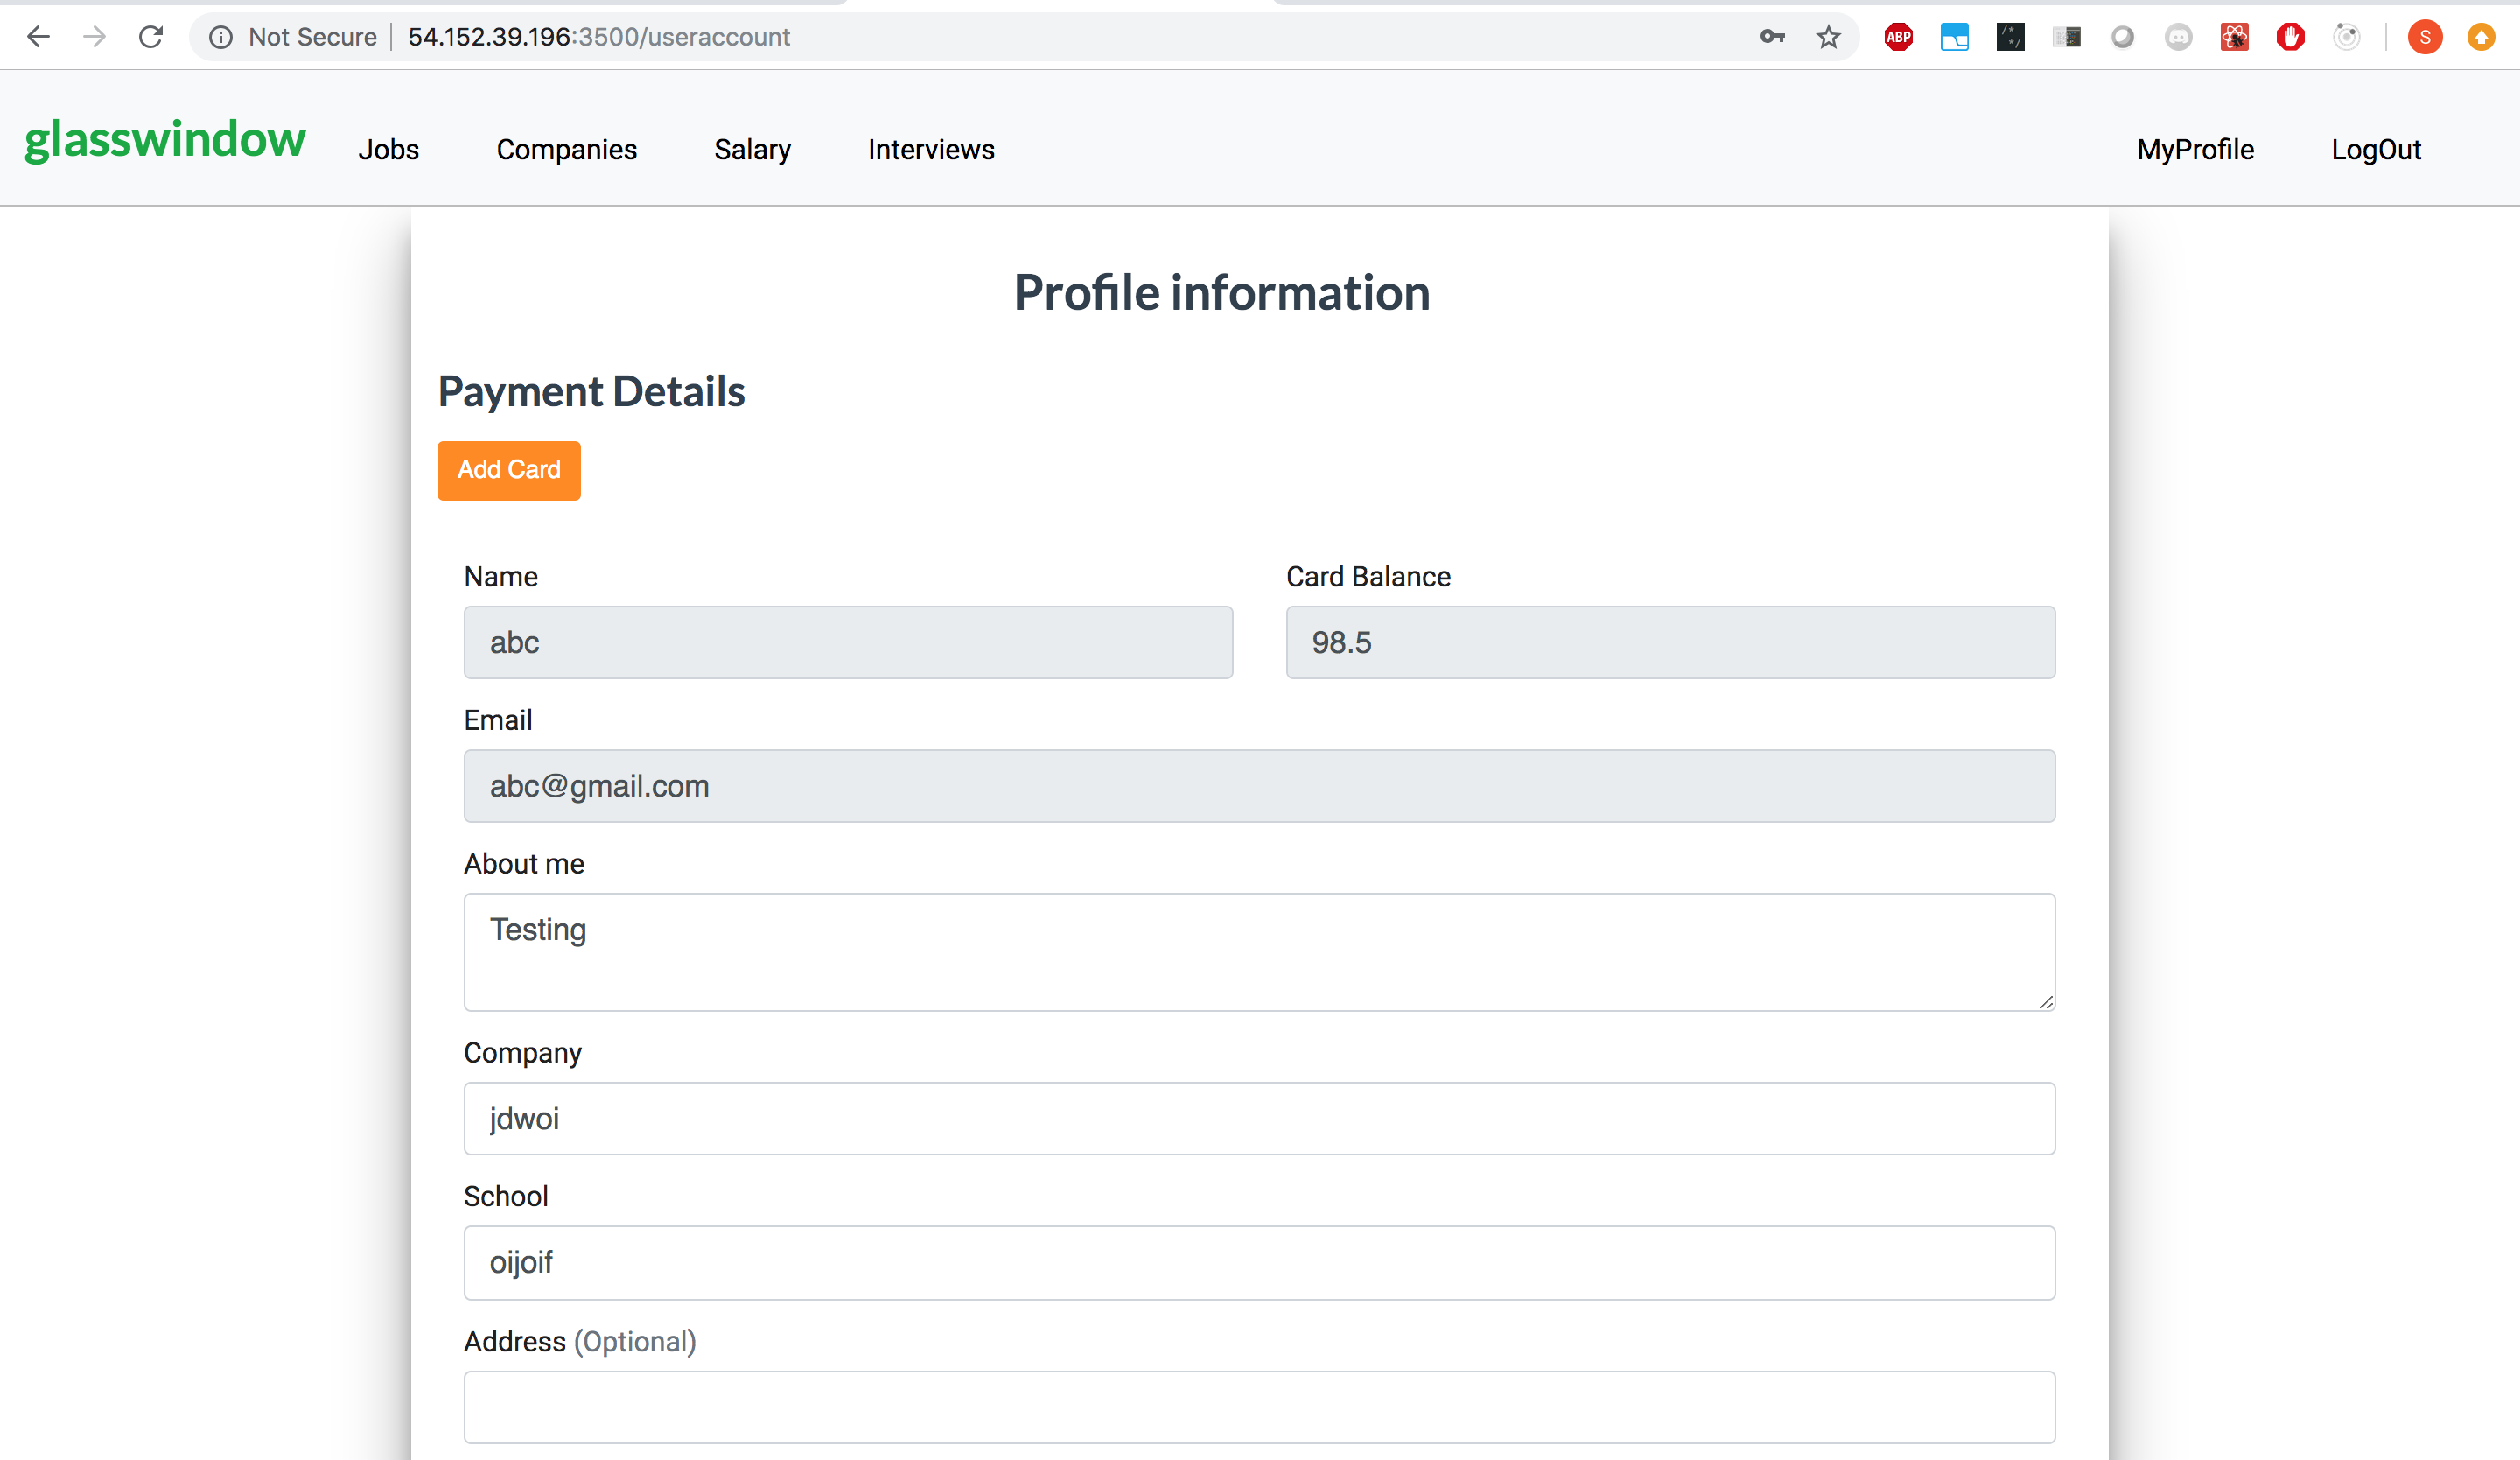 Not Secure | 54.152.39.196:3500/useraccount
ABP
/*
*/
S
glasswindow Jobs Companies Salary Interviews MyProfile LogOut
Profile information
Payment Details
Add Card
Name Card Balance
abc 98.5
Email
abc@gmail.com
About me
Testing
Company
jdwoi
School
oijoif
Address (Optional)